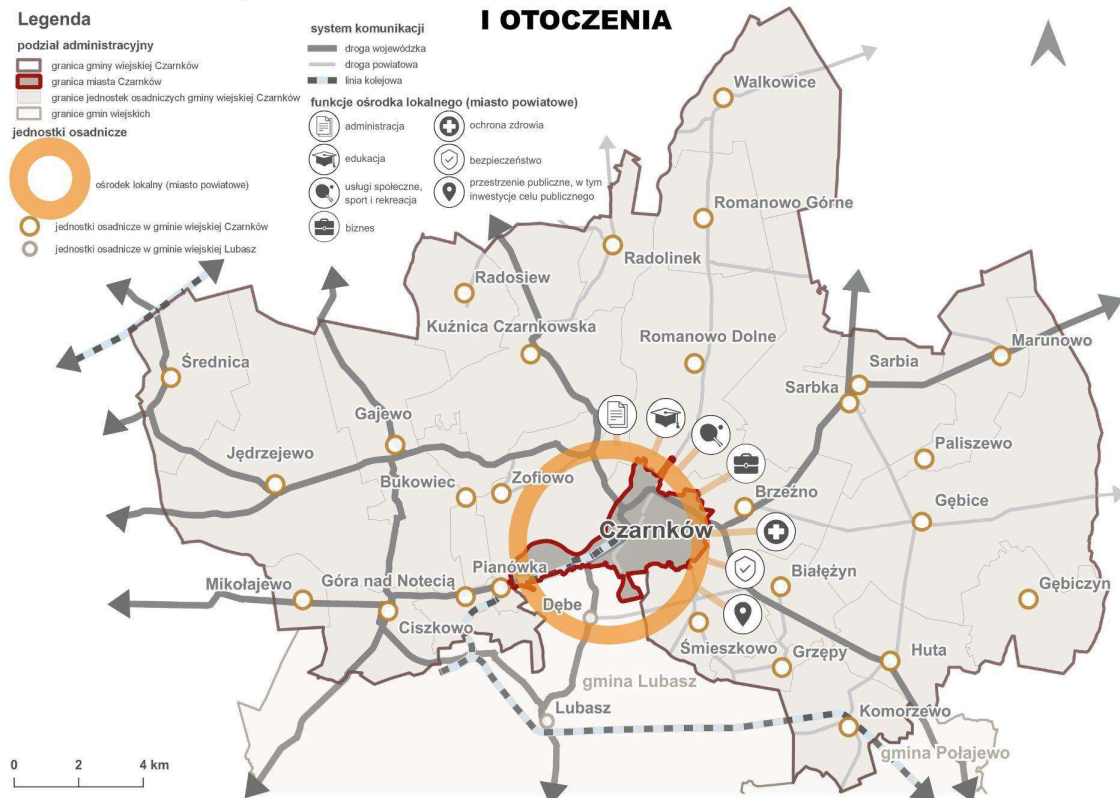 I OTOCZENIA
Legenda
podział administracyjny
granica gminy wiejskiej Czarnków
granica miasta Czarnków
granice jednostek osadniczych gminy wiejskiej Czarnków
granice gmin wiejskich
jednostki osadnicze
ośrodek lokalny (miasto powiatowe)
jednostki osadnicze w gminie wiejskiej Czarnków
jednostki osadnicze w gminie wiejskiej Lubasz
system komunikacji
droga wojewódzka
droga powiatowa
linia kolejowa
funkcje ośrodka lokalnego (miasto powiatowe)
administracja
ochrona zdrowia
edukacja
bezpieczeństwo
usługi społeczne,
sport i rekreacja
przestrzenie publiczne, w tym
inwestycje celu publicznego
biznes
Walkowice
Romanowo Górne
Radolinek
Radosiew
Kuźnica Czarnkowska
Romanowo Dolne
Marunowo
Sarbia
Sarbka
Średnica
Gajewo
Jędrzejewo
Bukowiec
Zofiowo
Paliszewo
Brzeźno
Gębice
Czarnków
Pianówka
Góra nad Notecią
Mikołajewo
Białężyn
Gębiczyn
Dębe
Ciszkowo
Śmieszkowo
Grzępy
Huta
gmina Lubasz
Lubasz
Komorzewo
gmina Połajewo
0 2 4 km